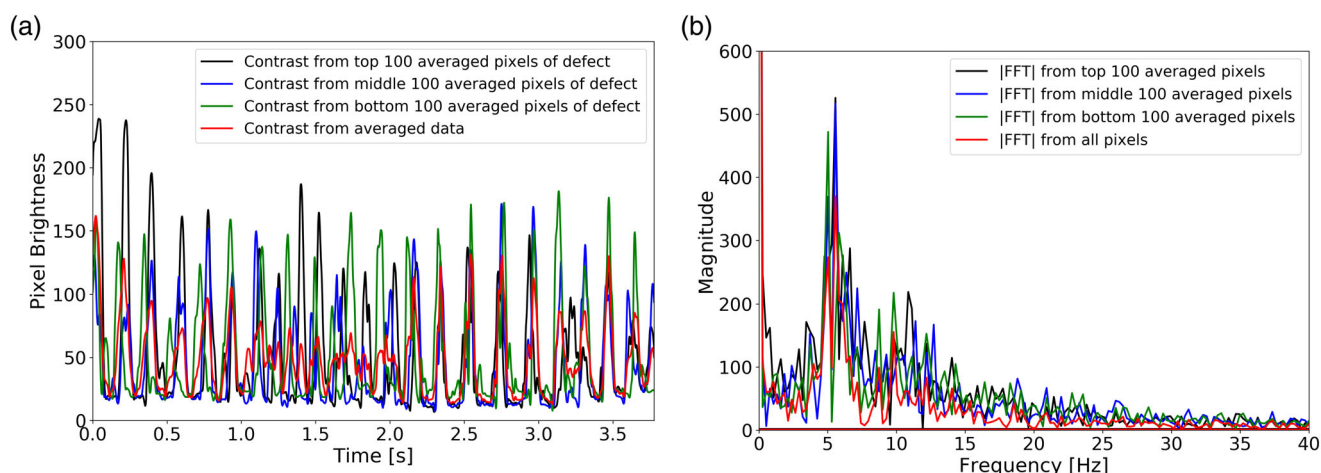 (a)
300
250
200
150
100
50
0
Pixel Brightness
0.0 0.5 1.0 1.5 2.0 2.5 3.0 3.5
Time [s]
Contrast from top 100 averaged pixels of defect
Contrast from middle 100 averaged pixels of defect
Contrast from bottom 100 averaged pixels of defect
Contrast from averaged data
(b)
600
500
400
300
200
100
0
Magnitude
0 5 10 15 20 25 30 35 40
Frequency [Hz]
|FFT| from top 100 averaged pixels
|FFT| from middle 100 averaged pixels
|FFT| from bottom 100 averaged pixels
|FFT| from all pixels